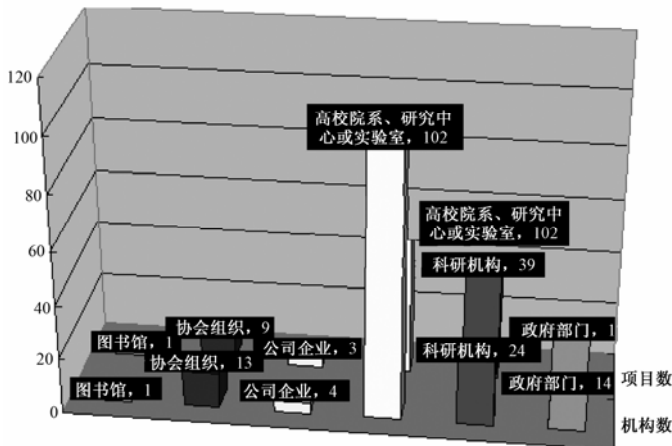 120
100
80
60
40
20
0
高校院系、研究中
心或实验室，102
高校院系、研究中
心或实验室，102
科研机构，39
协会组织，9
图书馆，1
公司企业，3
政府部门，1
协会组织，13
科研机构，24
项目数
图书馆，1
公司企业，4
政府部门，14
机构数